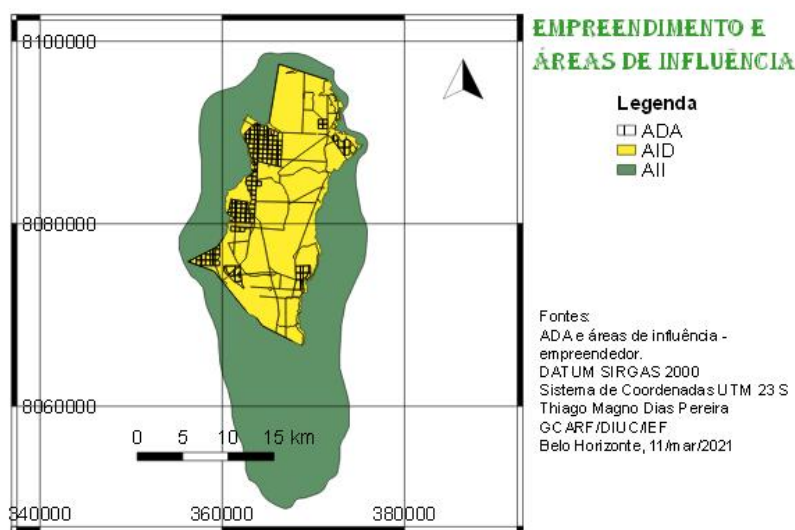 EMPREENDIMENTO E
ÁREAS DE INFLUÊNCIA
Legenda
ADA
AID
AII
8100000
8080000
8060000
0 5 10 15 km
340000 360000 380000
Fontes:
ADA e áreas de influência -
empreendedor.
DATUM SIRGAS 2000
Sistema de Coordenadas UTM 23 S
Thiago Magno Dias Pereira
GCARF/DIUC/IEF
Belo Horizonte, 11/mar/2021